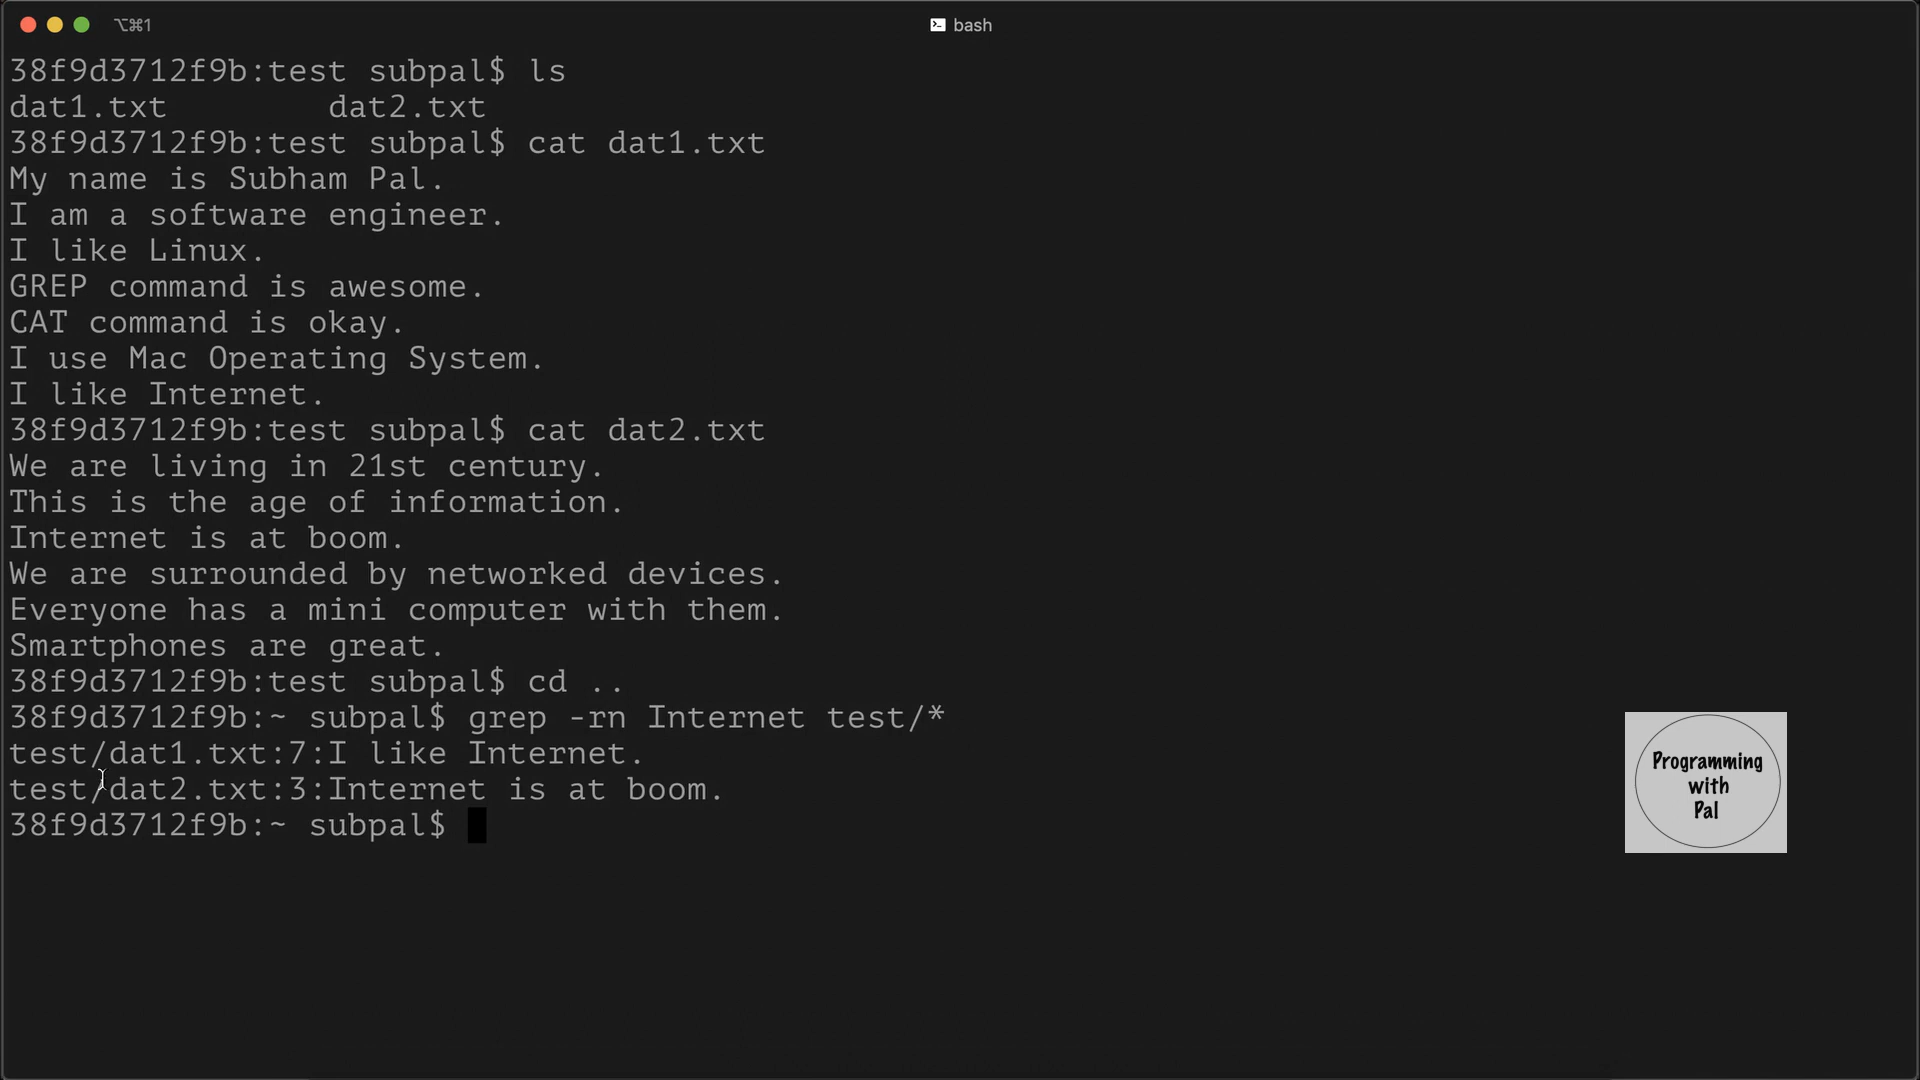 ⌥⌘1
bash
38f9d3712f9b:test subpal$ ls
dat1.txt        dat2.txt
38f9d3712f9b:test subpal$ cat dat1.txt
My name is Subham Pal.
I am a software engineer.
I like Linux.
GREP command is awesome.
CAT command is okay.
I use Mac Operating System.
I like Internet.
38f9d3712f9b:test subpal$ cat dat2.txt
We are living in 21st century.
This is the age of information.
Internet is at boom.
We are surrounded by networked devices.
Everyone has a mini computer with them.
Smartphones are great.
38f9d3712f9b:test subpal$ cd ..
38f9d3712f9b:~ subpal$ grep -rn Internet test/*
test/dat1.txt:7:I like Internet.
test/dat2.txt:3:Internet is at boom.
38f9d3712f9b:~ subpal$
Programming
with
Pal